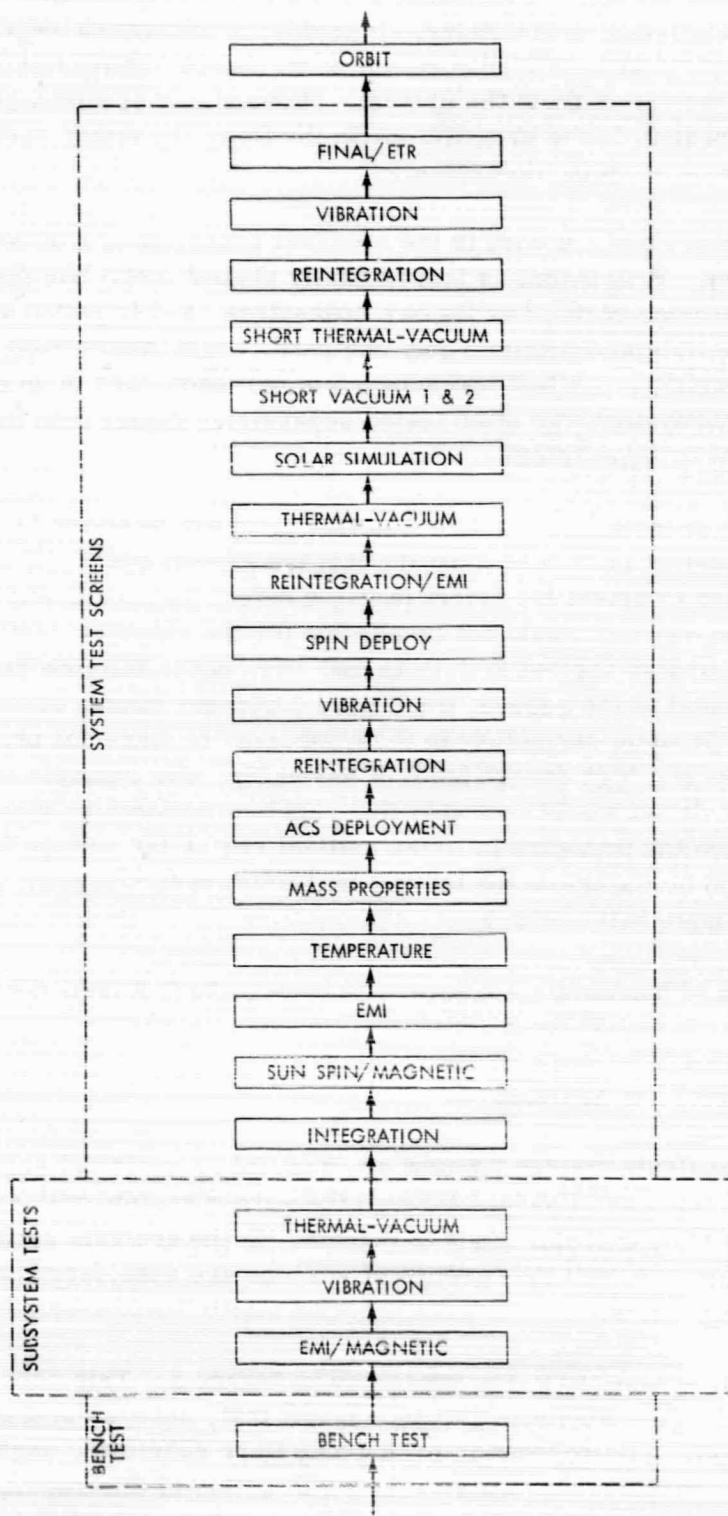 ORBIT
FINAL/ETR
VIBRATION
REINTEGRATION
SHORT THERMAL-VACUUM
SHORT VACUUM 1 & 2
SOLAR SIMULATION
THERMAL-VACUUM
REINTEGRATION/EMI
SPIN DEPLOY
VIBRATION
REINTEGRATION
ACS DEPLOYMENT
MASS PROPERTIES
TEMPERATURE
EMI
SUN SPIN/MAGNETIC
INTEGRATION
SYSTEM TEST SCREENS
THERMAL-VACUUM
VIBRATION
EMI/MAGNETIC
SUBSYSTEM TESTS
BENCH TEST
BENCH
TEST